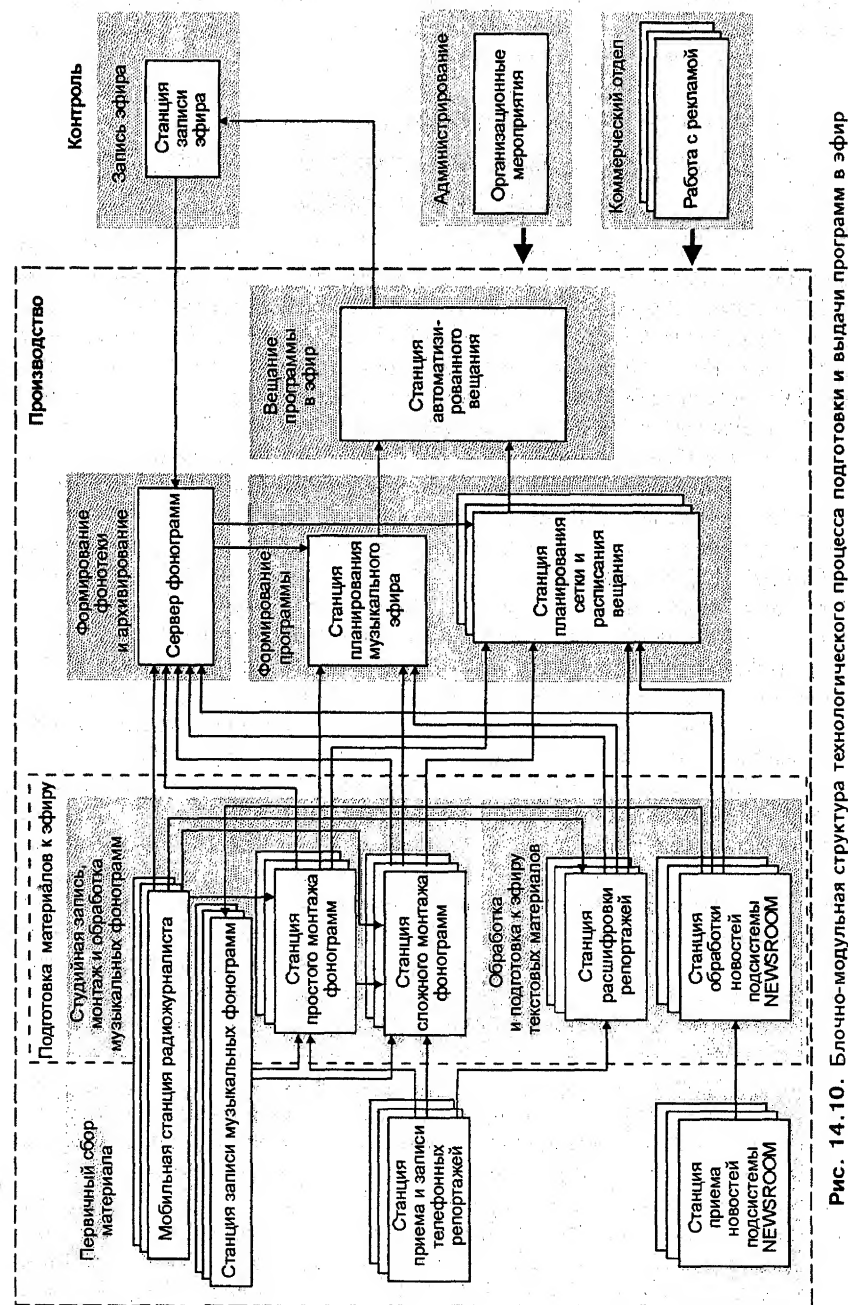 Производство
Контроль
Первичный сбор
материала
Подготовка материалов к эфиру
Студийная запись,
монтаж и обработка
музыкальных фонограмм
Формирование
фонотеки
и архивирование
Запись эфира
Мобильная станция радиожурналиста
Станция записи музыкальных фонограмм
Сервер фонограмм
Станция
записи
эфира
Станция
простого монтажа
фонограмм
Станция
сложного монтажа
фонограмм
Формирование
программы
Станция
планирования
музыкального
эфира
Вещание
программы
в эфир
Станция
автоматизи-
рованного
вещания
Станция
приема и записи
телефонных
репортажей
Станция
планирования
сетки и
расписания
вещания
Администрирование
Организационные
мероприятия
Обработка
и подготовка к эфиру
текстовых материалов
Станция
расшифровки
репортажей
Коммерческий отдел
Работа с рекламой
Станция
приема
новостей
подсистемы
NEWSROOM
Станция
обработки
новостей
подсистемы
NEWSROOM
Рис. 14.10. Блочно-модульная структура технологического процесса подготовки и выдачи программ в эфир